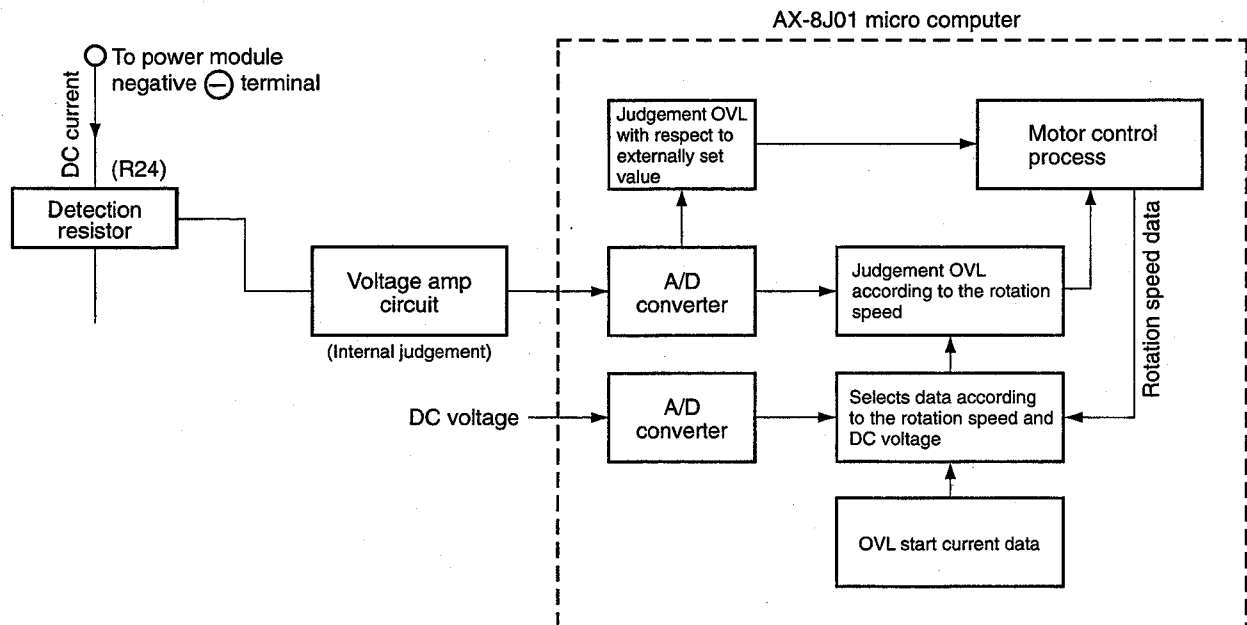 AX-8J01 micro computer
To power module
negative ⊖ terminal
DC current
(R24)
Detection
resistor
Voltage amp
circuit
(Internal judgement)
Judgement OVL
with respect to
externally set
value
Motor control
process
A/D
converter
Judgement OVL
according to the rotation
speed
Rotation speed data
DC voltage
A/D
converter
Selects data according
to the rotation speed and
DC voltage
OVL start current data